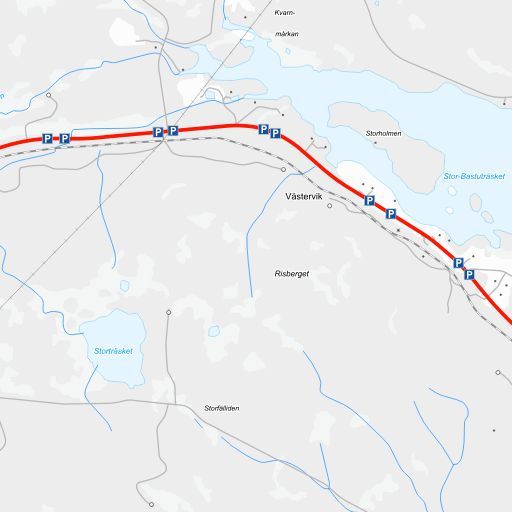 Kvarn-
märkan
P P
P P
P P
Storholmen
Stor-Bastuträsket
Västervik
P
P
P
P
Risberget
Storträsket
Storfälliden